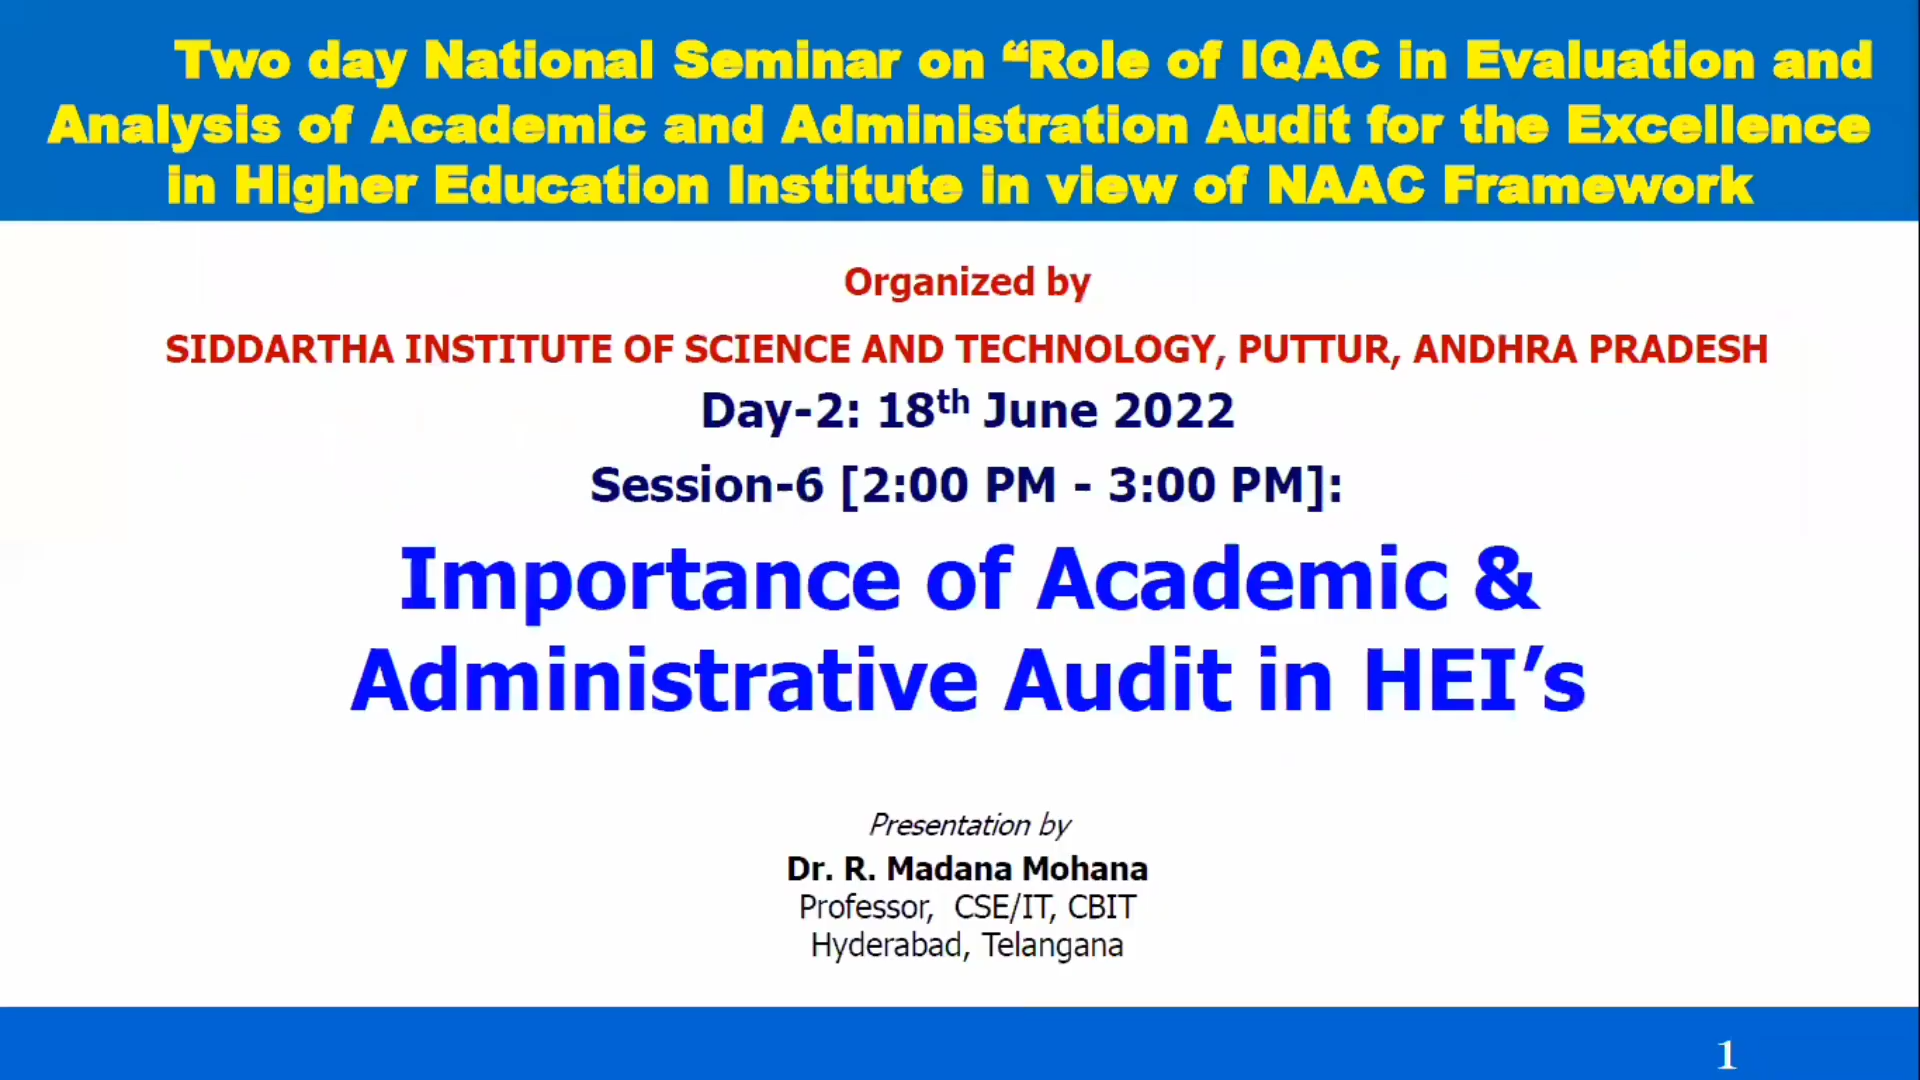 Two day National Seminar on “Role of IQAC in Evaluation and
Analysis of Academic and Administration Audit for the Excellence
in Higher Education Institute in view of NAAC Framework
Organized by
SIDDARTHA INSTITUTE OF SCIENCE AND TECHNOLOGY, PUTTUR, ANDHRA PRADESH
Day-2: 18th June 2022
Session-6 [2:00 PM - 3:00 PM]:
Importance of Academic &
Administrative Audit in HEI’s
Presentation by
Dr. R. Madana Mohana
Professor, CSE/IT, CBIT
Hyderabad, Telangana
1